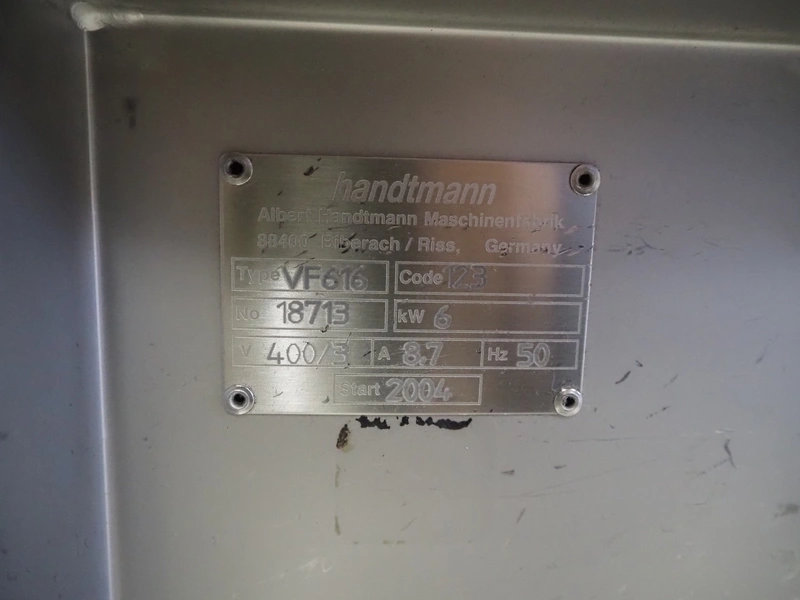 handtmann
Albert Handtmann Maschinenfabrik
88400 Biberach / Riss, Germany
Type VF616 Code 123
No 18713 kW 6
V 400/3 A 8.7 Hz 50
Start 2004